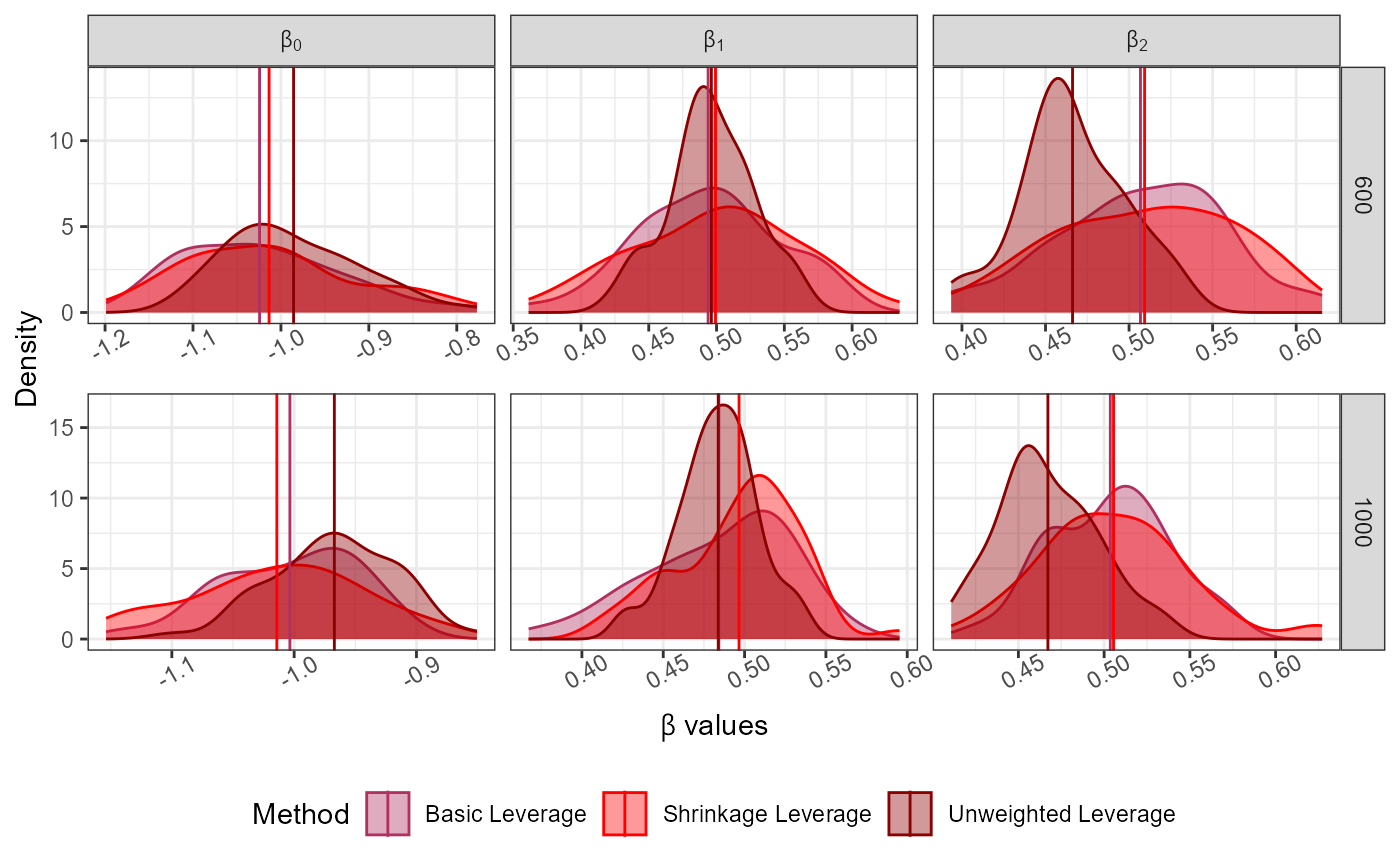 β₀ β₁ β₂
Density
10
5
0
600
-1.2 -1.1 -1.0 -0.9 -0.8
0.35 0.40 0.45 0.50 0.55 0.60
0.40 0.45 0.50 0.55 0.60
15
10
5
0
1000
-1.1 -1.0 -0.9
0.40 0.45 0.50 0.55 0.60
0.45 0.50 0.55 0.60
β values
Method Basic Leverage Shrinkage Leverage Unweighted Leverage